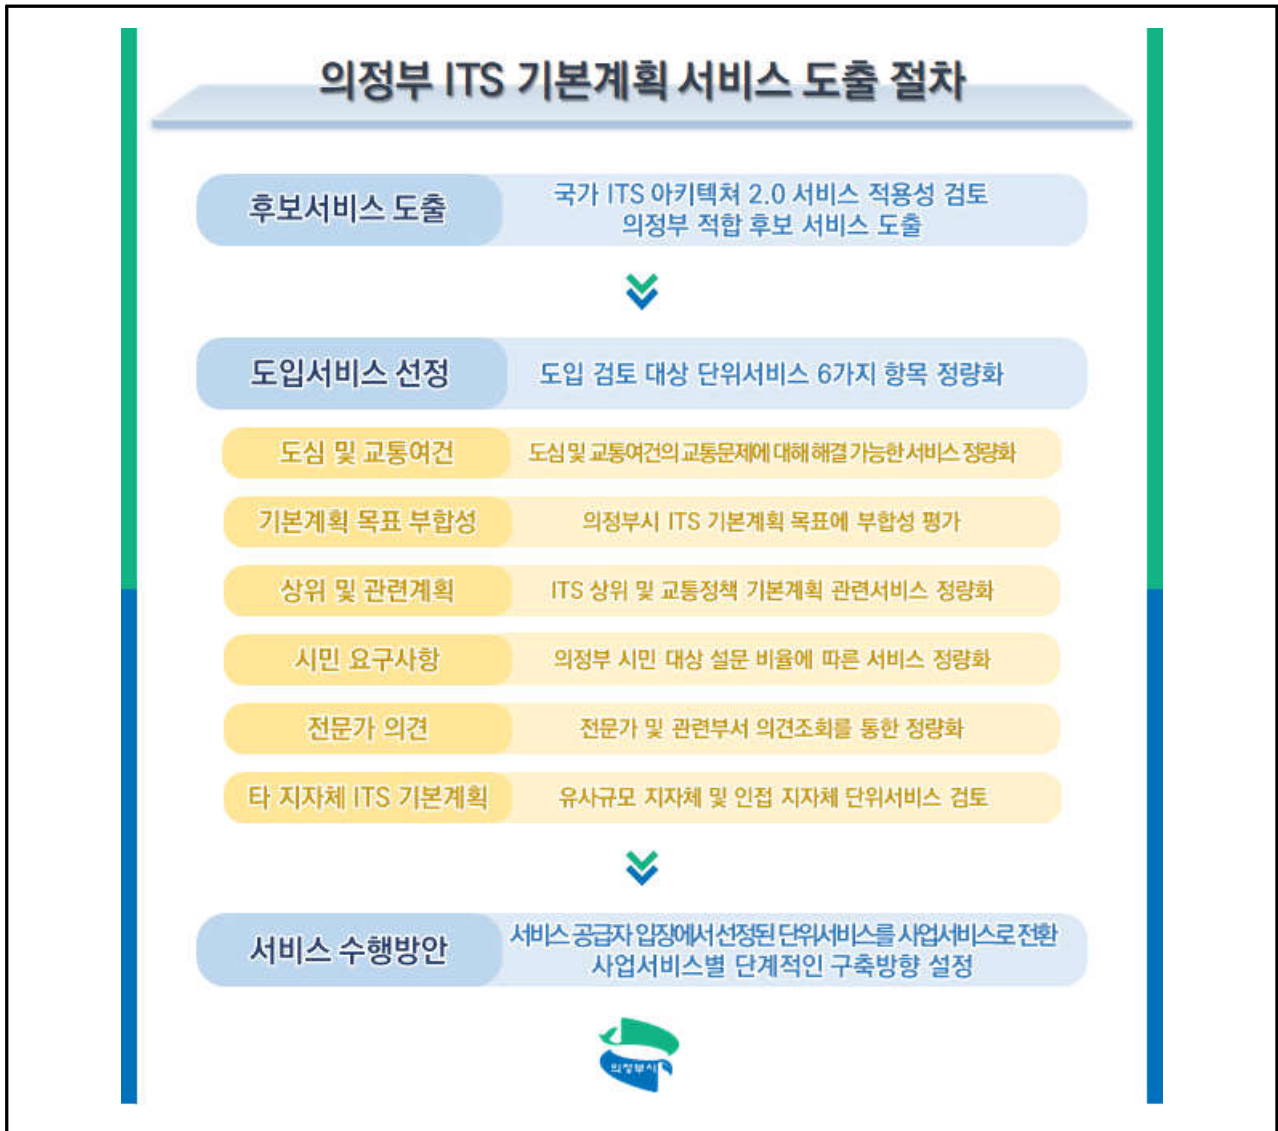 의정부 ITS 기본계획 서비스 도출 절차
후보서비스 도출
국가 ITS 아키텍쳐 2.0 서비스 적용성 검토
의정부 적합 후보 서비스 도출
도입서비스 선정
도입 검토 대상 단위서비스 6가지 항목 정량화
도심 및 교통여건
도심 및 교통여건의 교통문제에 대해 해결 가능한 서비스 정량화
기본계획 목표 부합성
의정부시 ITS 기본계획 목표에 부합성 평가
상위 및 관련계획
ITS 상위 및 교통정책 기본계획 관련서비스 정량화
시민 요구사항
의정부 시민 대상 설문 비율에 따른 서비스 정량화
전문가 의견
전문가 및 관련부서 의견조회를 통한 정량화
타 지자체 ITS 기본계획
유사규모 지자체 및 인접 지자체 단위서비스 검토
서비스 수행방안
서비스 공급자 입장에서 선정된 단위서비스를 사업서비스로 전환
사업서비스별 단계적인 구축방향 설정
의정부시